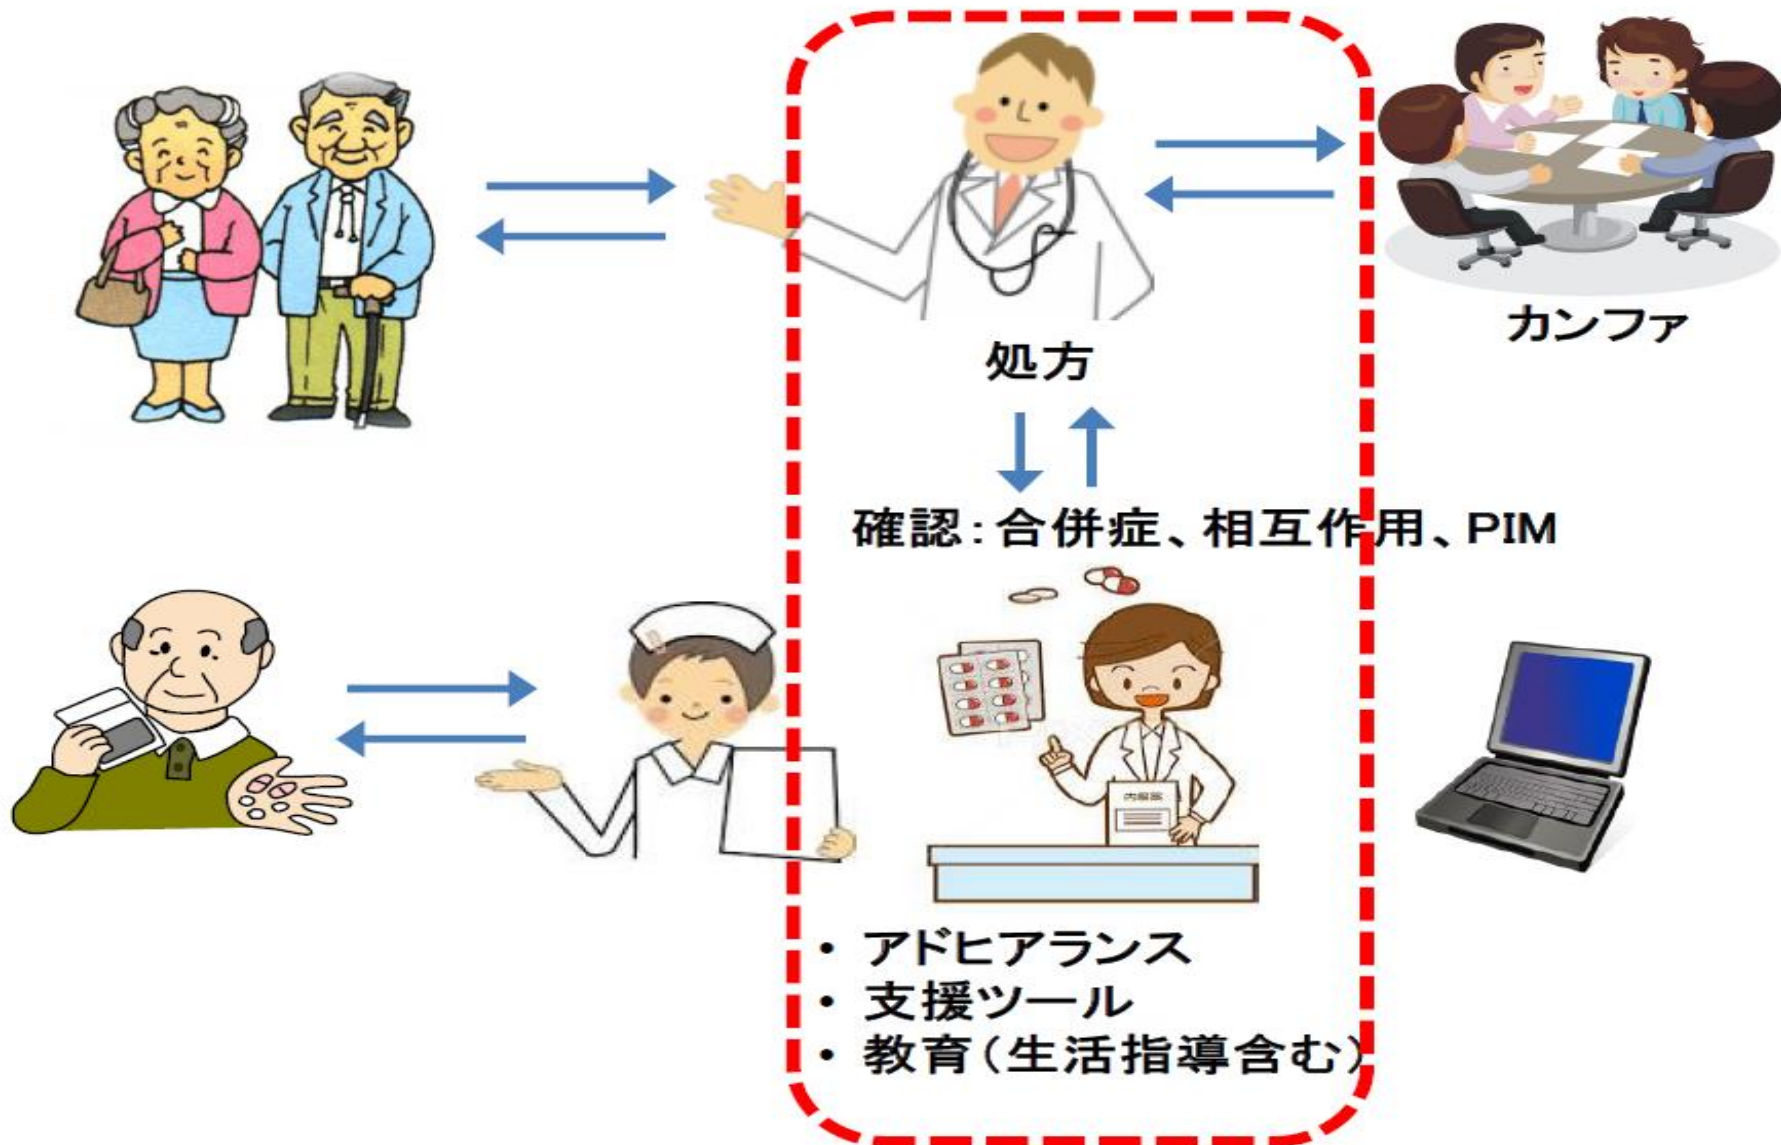 カンファ
処方
確認：合併症、相互作用、PIM
・ アドヒアランス
・ 支援ツール
・ 教育（生活指導含む）